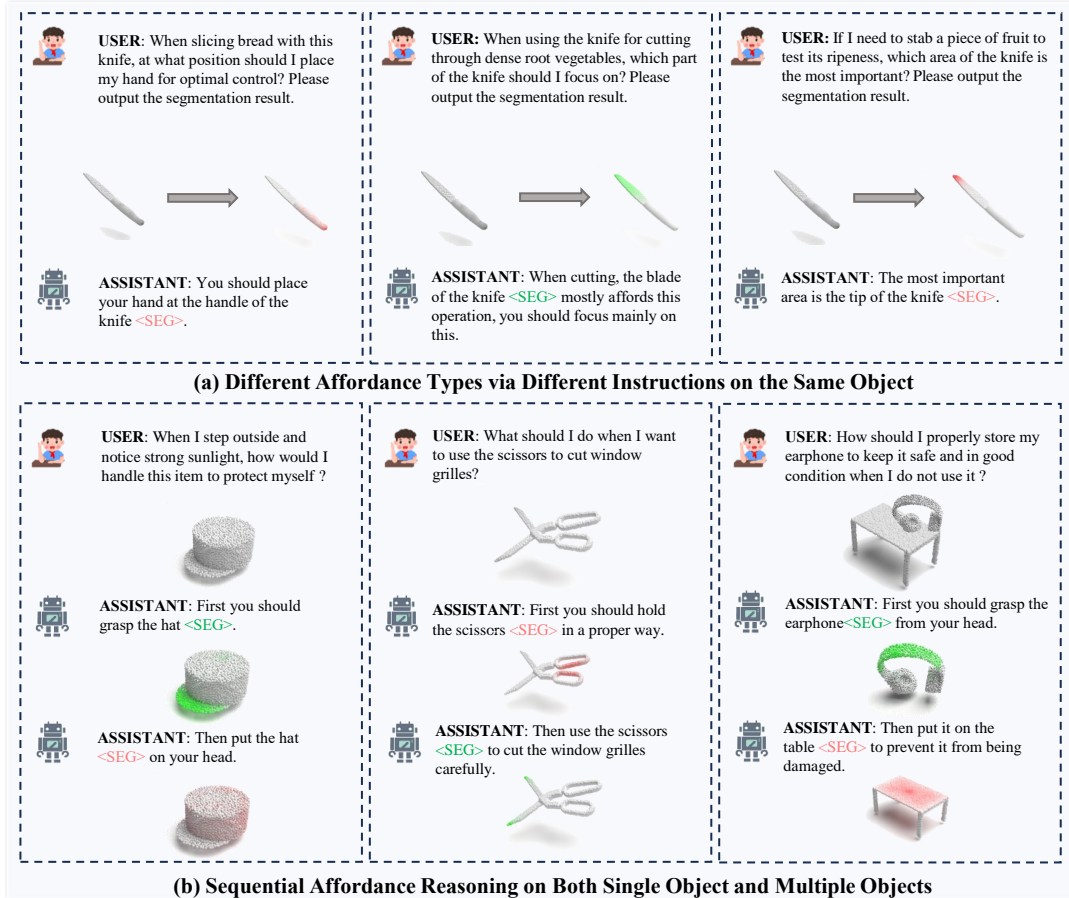 USER: When slicing bread with this
knife, at what position should I place
my hand for optimal control? Please
output the segmentation result.
ASSISTANT: You should place
your hand at the handle of the
knife <SEG>.
USER: When using the knife for cutting
through dense root vegetables, which part
of the knife should I focus on? Please
output the segmentation result.
ASSISTANT: When cutting, the blade
of the knife <SEG> mostly affords this
operation, you should focus mainly on
this.
USER: If I need to stab a piece of fruit to
test its ripeness, which area of the knife is
the most important? Please output the
segmentation result.
ASSISTANT: The most important
area is the tip of the knife <SEG>.
(a) Different Affordance Types via Different Instructions on the Same Object
USER: When I step outside and
notice strong sunlight, how would I
handle this item to protect myself ?
ASSISTANT: First you should
grasp the hat <SEG>.
ASSISTANT: Then put the hat
<SEG> on your head.
USER: What should I do when I want
to use the scissors to cut window
grilles?
ASSISTANT: First you should hold
the scissors <SEG> in a proper way.
ASSISTANT: Then use the scissors
<SEG> to cut the window grilles
carefully.
USER: How should I properly store my
earphone to keep it safe and in good
condition when I do not use it ?
ASSISTANT: First you should grasp the
earphone<SEG> from your head.
ASSISTANT: Then put it on the
table <SEG> to prevent it from being
damaged.
(b) Sequential Affordance Reasoning on Both Single Object and Multiple Objects